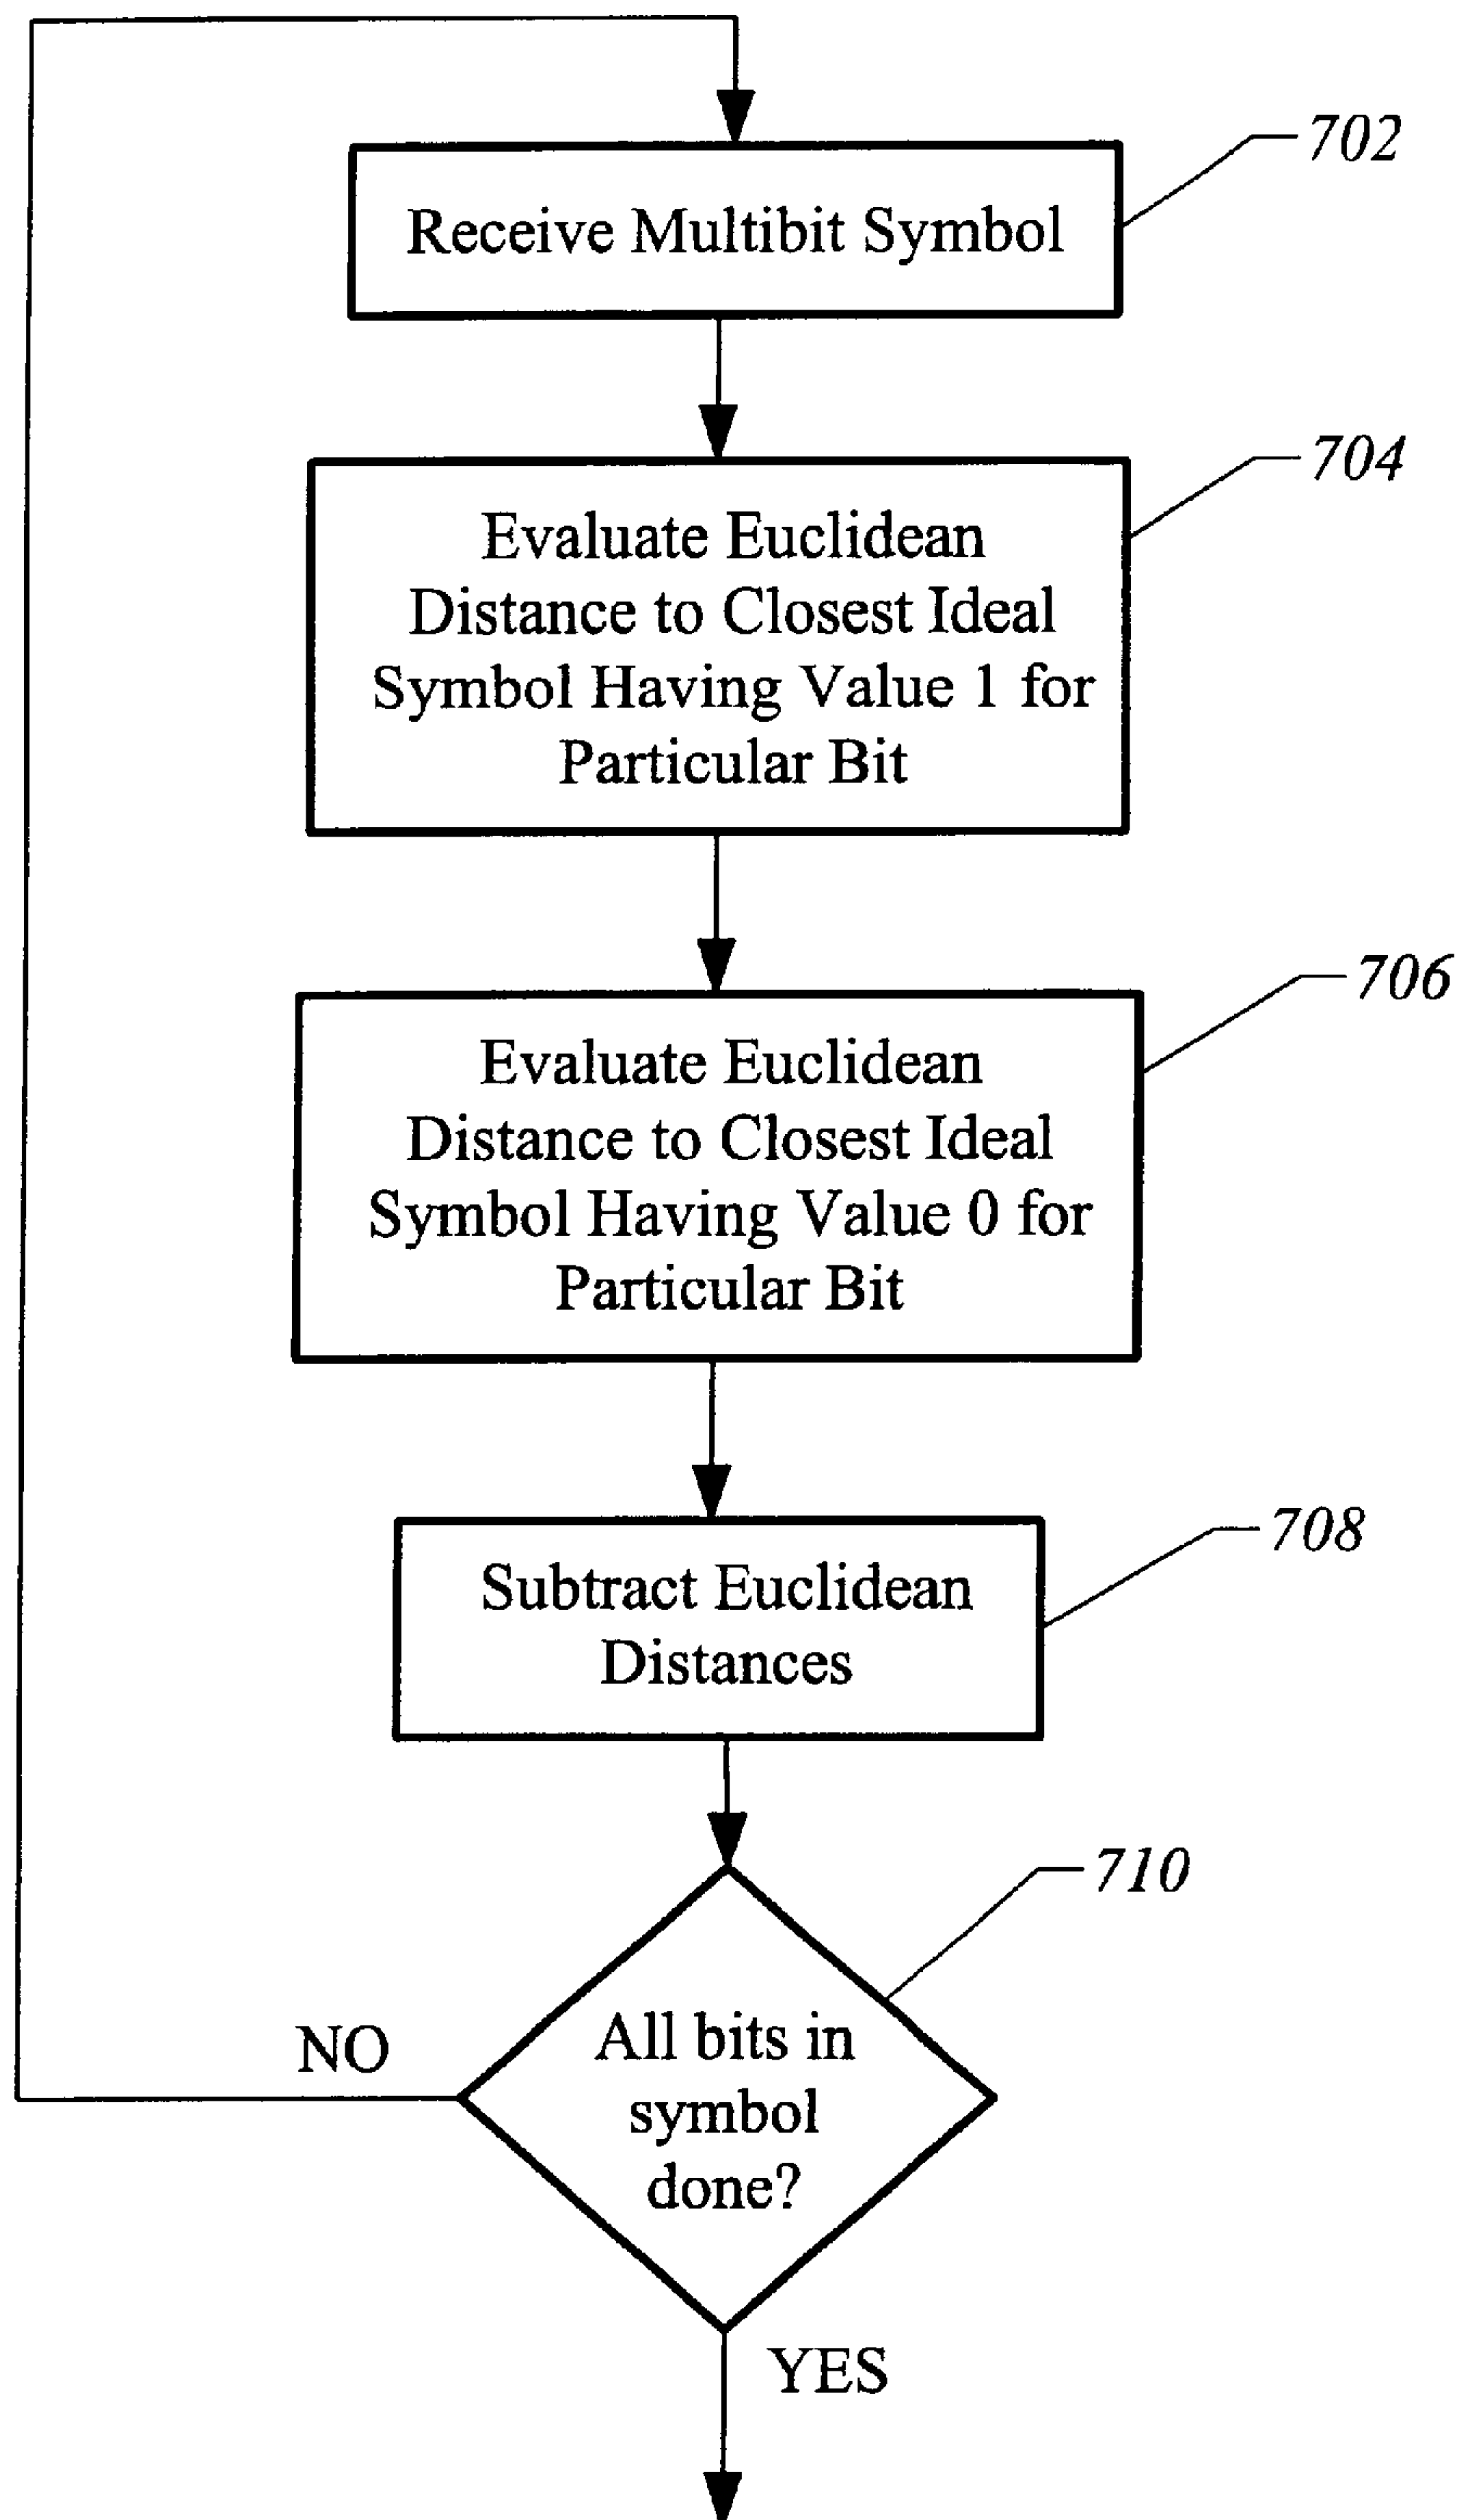 702
Receive Multibit Symbol
704
Evaluate Euclidean
Distance to Closest Ideal
Symbol Having Value 1 for
Particular Bit
706
Evaluate Euclidean
Distance to Closest Ideal
Symbol Having Value 0 for
Particular Bit
708
Subtract Euclidean
Distances
710
All bits in
symbol
done?
NO
YES